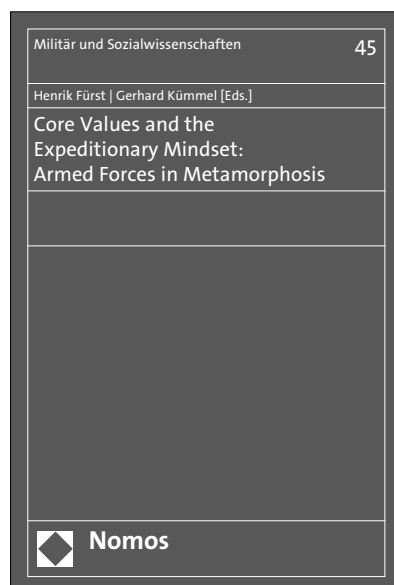 Militär und Sozialwissenschaften 45
Henrik Fürst | Gerhard Kümmel [Eds.]
Core Values and the
Expeditionary Mindset:
Armed Forces in Metamorphosis
Nomos